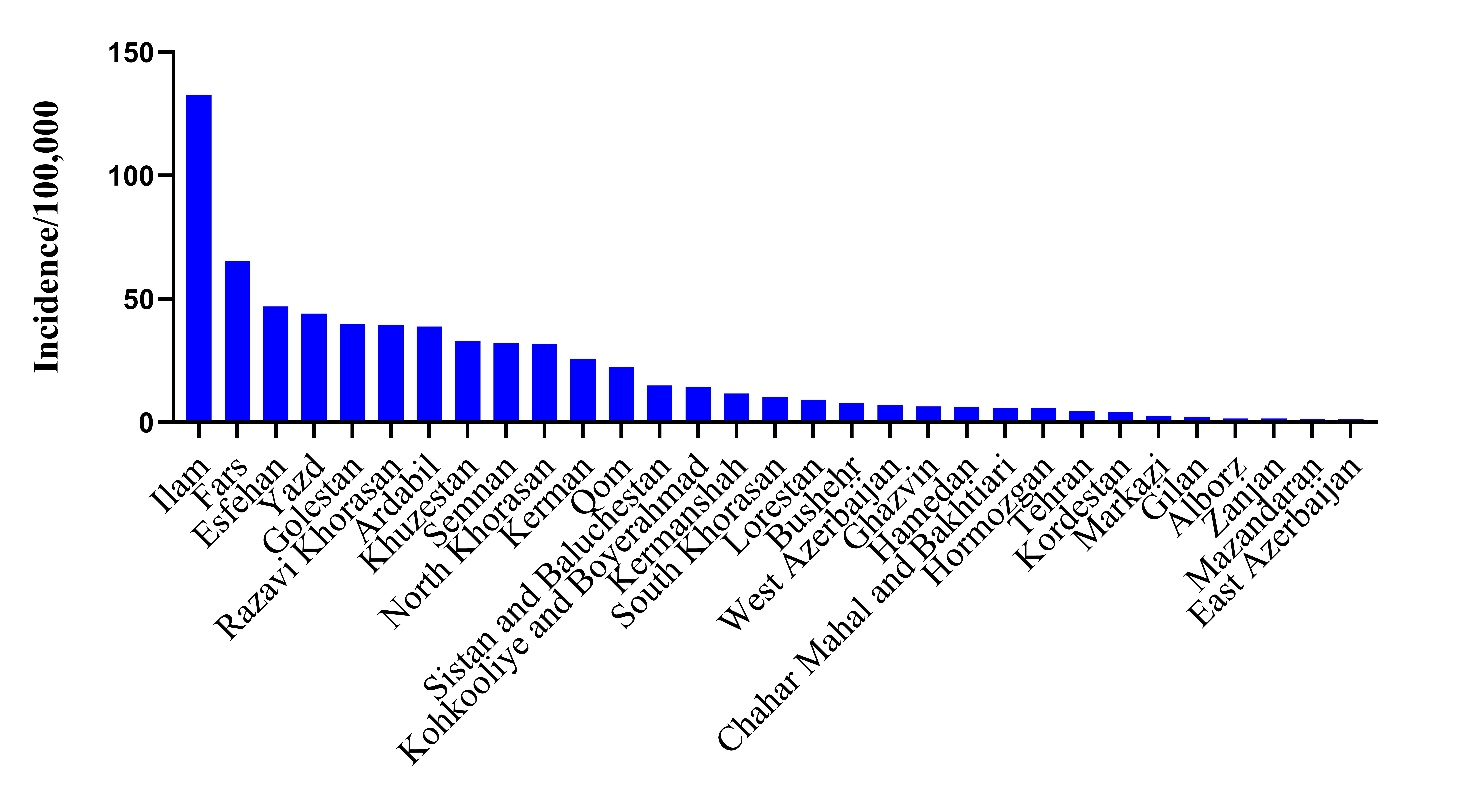 150
100
50
0
Incidence/100,000
Ilam
Fars
Esfehan
Yazd
Golestan
Razavi Khorasan
Ardabil
Khuzestan
Semnan
North Khorasan
Kerman
Qom
Sistan and Baluchestan
Kohkooliye and Boyerahmad
Kermanshah
South Khorasan
Lorestan
Bushehr
West Azerbaijan
Ghazvin
Hamedan
Chahar Mahal and Bakhtiari
Hormozgan
Tehran
Kordestan
Markazi
Gilan
Alborz
Zanjan
Mazandaran
East Azerbaijan